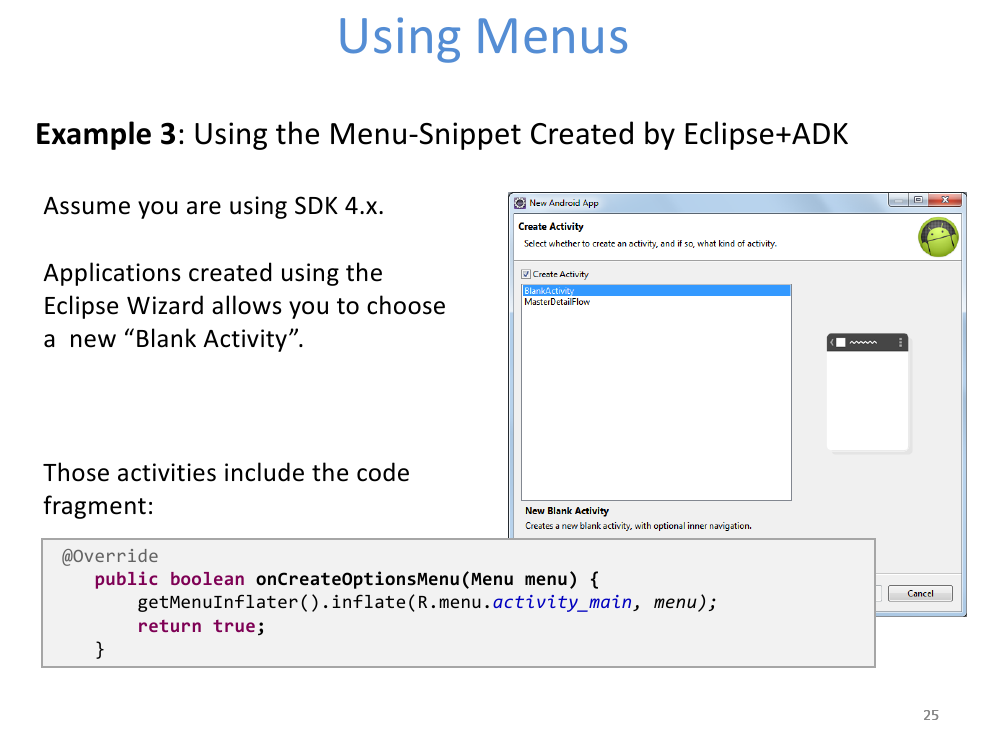 Using Menus
Example 3: Using the Menu-Snippet Created by Eclipse+ADK
Assume you are using SDK 4.x.
Applications created using the
Eclipse Wizard allows you to choose
a  new “Blank Activity”.
Those activities include the code
fragment:
New Android App
Create Activity
Select whether to create an activity, and if so, what kind of activity.
Create Activity
BlankActivity
MasterDetailFlow
New Blank Activity
Creates a new blank activity, with optional inner navigation.
Cancel
@Override
public boolean onCreateOptionsMenu(Menu menu) {
getMenuInflater().inflate(R.menu.activity_main, menu);
return true;
}
25